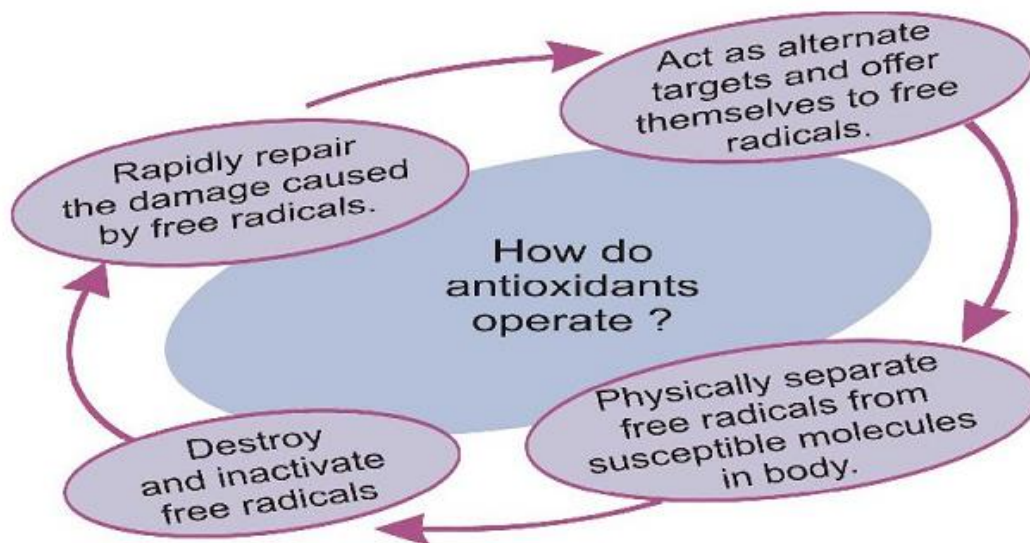 Act as alternate
targets and offer
themselves to free
radicals.
Rapidly repair
the damage caused
by free radicals.
How do
antioxidants
operate ?
Physically separate
free radicals from
susceptible molecules
in body.
Destroy
and inactivate
free radicals